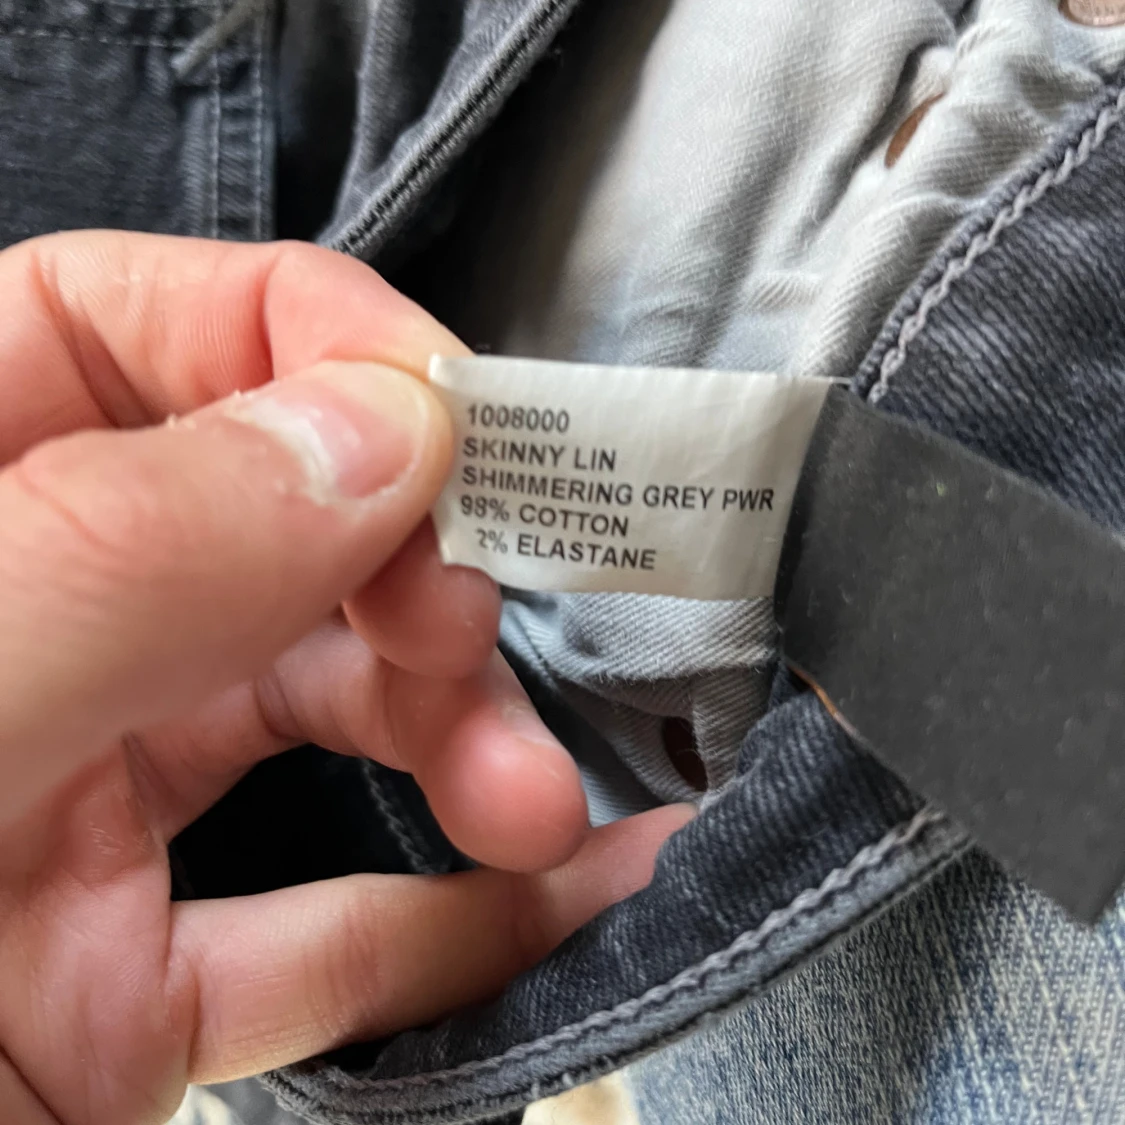 1008000
SKINNY LIN
SHIMMERING GREY PWR
98% COTTON
2% ELASTANE